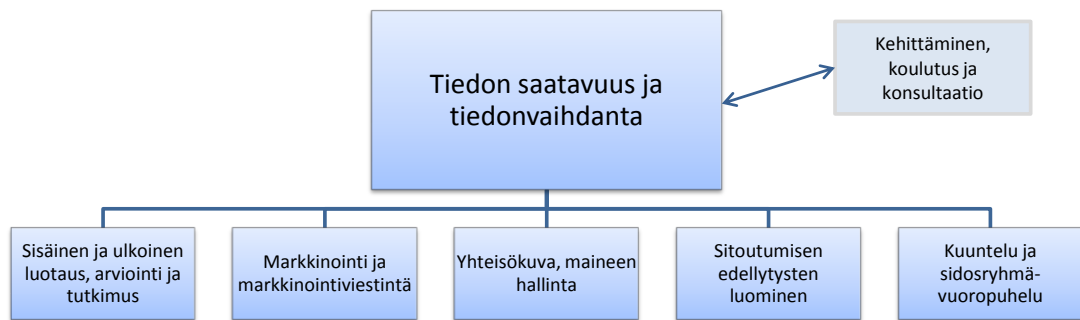 Tiedon saatavuus ja
tiedonvaihdanta
Kehittäminen,
koulutus ja
konsultaatio
Sisäinen ja ulkoinen
luotaus, arviointi ja
tutkimus
Markkinointi ja
markkinointiviestintä
Yhteisökuva, maineen
hallinta
Sitoutumisen
edellytysten
luominen
Kuuntelu ja
sidosryhmä-
vuoropuhelu